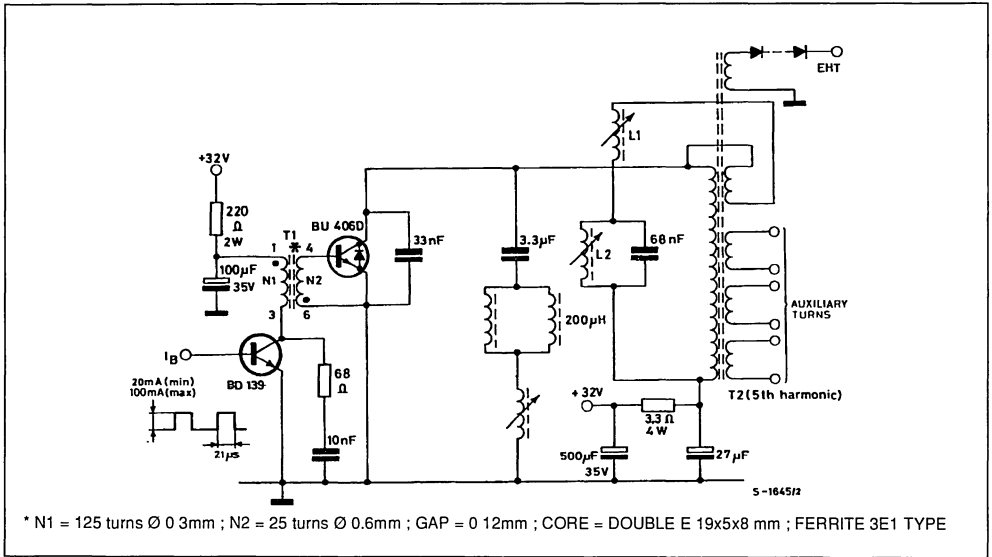 EHT
L1
+32V
220
Ω
2W
T1
*
BU 406D
1
4
N1
N2
3
6
100µF
35V
33nF
3.3µF
L2
68nF
200µH
AUXILIARY
TURNS
IB
BD 139
20mA (min)
100mA (max)
21µs
68
Ω
10nF
+32V
3.3Ω
4W
T2 (5th harmonic)
500µF
35V
27µF
S-1645/2
* N1 = 125 turns Ø 0 3mm ; N2 = 25 turns Ø 0.6mm ; GAP = 0 12mm ; CORE = DOUBLE E 19x5x8 mm ; FERRITE 3E1 TYPE